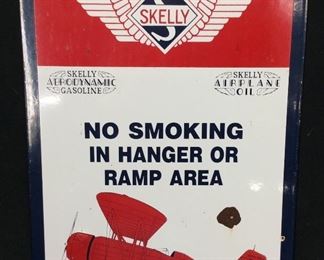 S
SKELLY
SKELLY
AERODYNAMIC
GASOLINE
SKELLY
AIRPLANE
OIL
NO SMOKING
IN HANGER OR
RAMP AREA